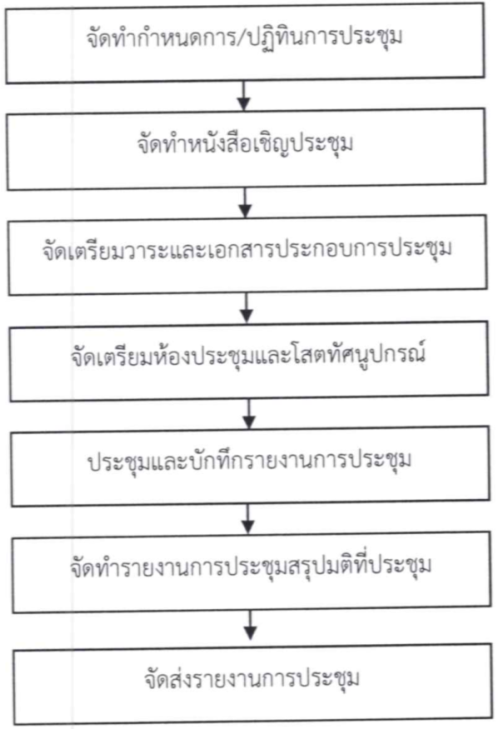 จัดทำกำหนดการ/ปฏิทินการประชุม
จัดทำหนังสือเชิญประชุม
จัดเตรียมวาระและเอกสารประกอบการประชุม
จัดเตรียมห้องประชุมและโสตทัศนูปกรณ์
ประชุมและบักทึกรายงานการประชุม
จัดทำรายงานการประชุมสรุปมติที่ประชุม
จัดส่งรายงานการประชุม